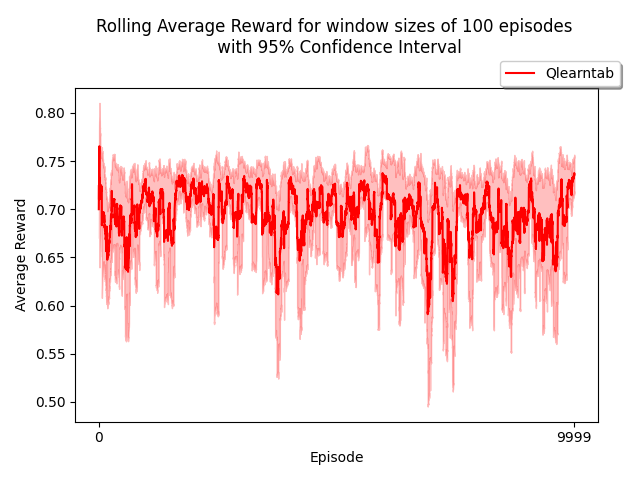 Rolling Average Reward for window sizes of 100 episodes
with 95% Confidence Interval
Qlearntab
0.80
0.75
0.70
0.65
0.60
0.55
0.50
Average Reward
0
9999
Episode